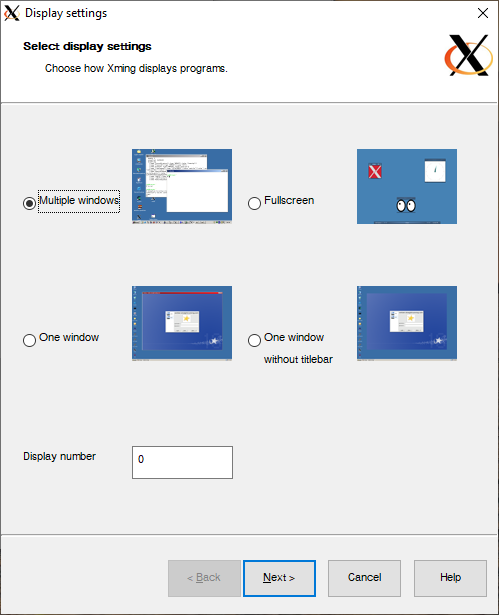 Display settings
Select display settings
Choose how Xming displays programs.
Multiple windows
Fullscreen
One window
One window
without titlebar
Display number
0
< Back
Next >
Cancel
Help